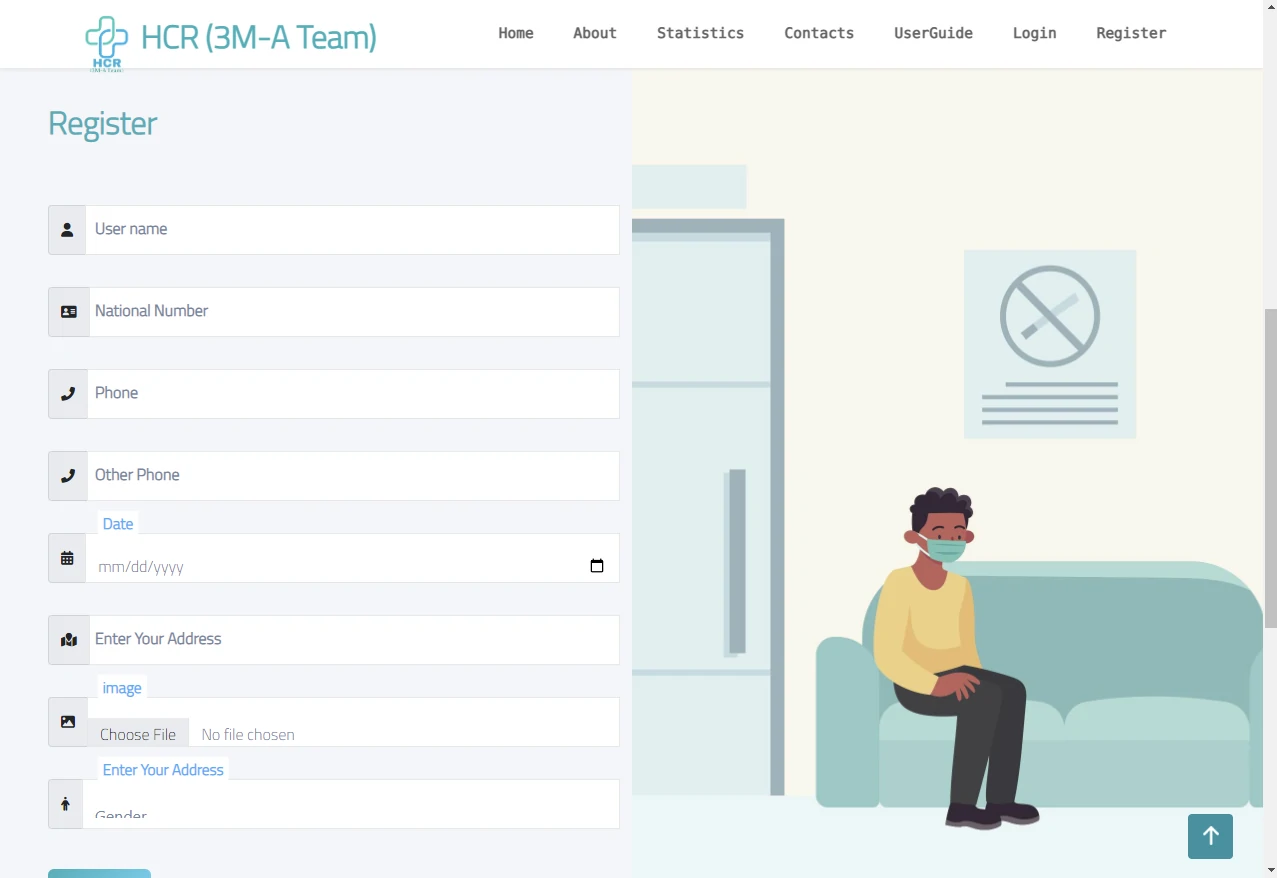 HCR
(3M-A Team)
HCR (3M-A Team)
Home About Statistics Contacts UserGuide Login Register
Register
User name
National Number
Phone
Other Phone
Date
mm/dd/yyyy
Enter Your Address
image
Choose File No file chosen
Enter Your Address
Gender